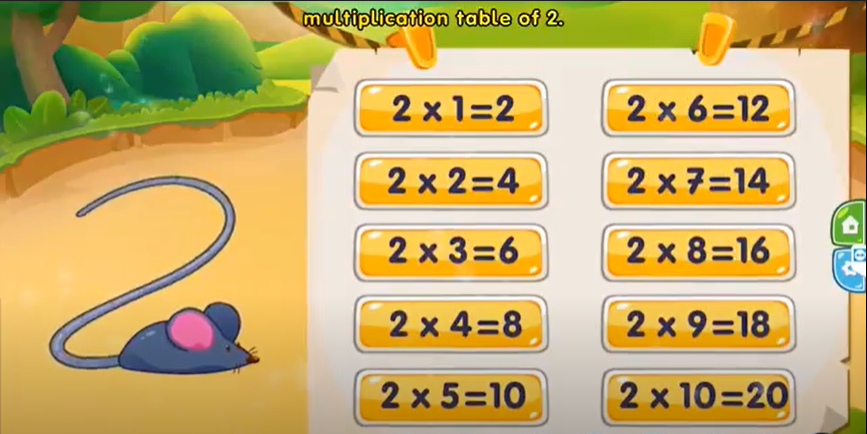 multiplication table of 2.
2 x 1=2
2 x 2=4
2 x 3=6
2 x 4=8
2 x 5=10
2 x 6=12
2 x 7=14
2 x 8=16
2 x 9=18
2 x 10=20